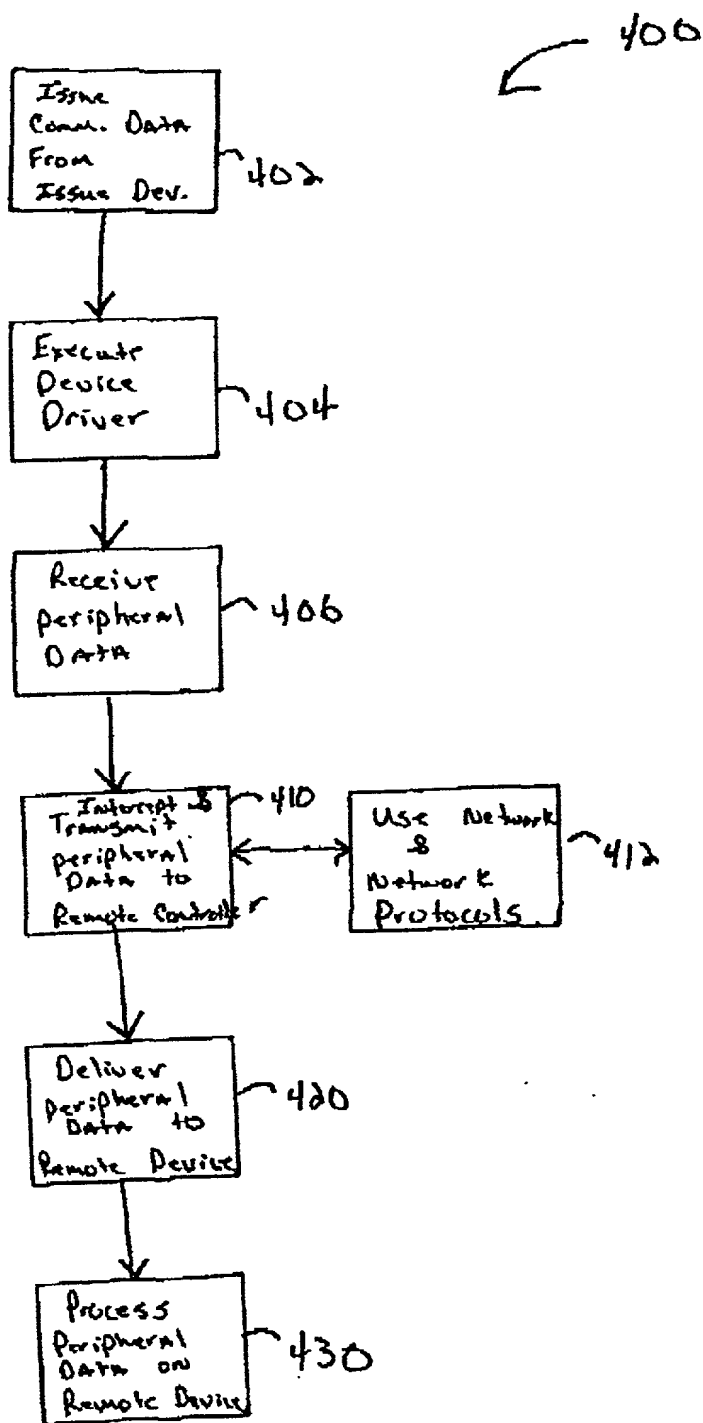 400
Issue
Comm. Data
From
Issue Dev.
402
Execute
Device
Driver
404
Receive
peripheral
Data
406
Intercept &
Transmit
peripheral
Data to
Remote Controller
410
Use Network
&
Network
Protocols
412
Deliver
peripheral
Data to
Remote Device
420
Process
Peripheral
Data on
Remote Device
430